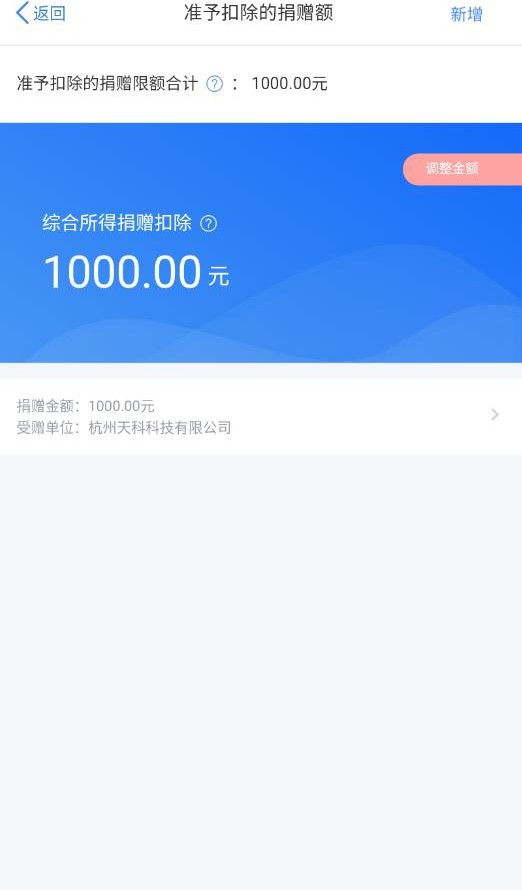 返回
准予扣除的捐赠额
新增
准予扣除的捐赠限额合计 ? ： 1000.00元
调整金额
综合所得捐赠扣除 ?
1000.00 元
捐赠金额：1000.00元
受赠单位：杭州天科科技有限公司